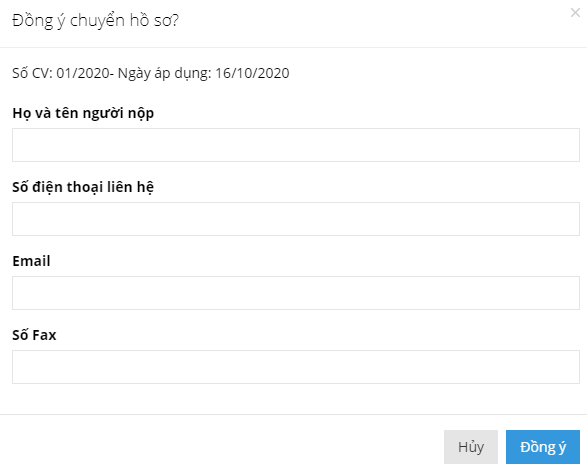 Đồng ý chuyển hồ sơ?
×
Số CV: 01/2020- Ngày áp dụng: 16/10/2020
Họ và tên người nộp
Số điện thoại liên hệ
Email
Số Fax
Hủy
Đồng ý